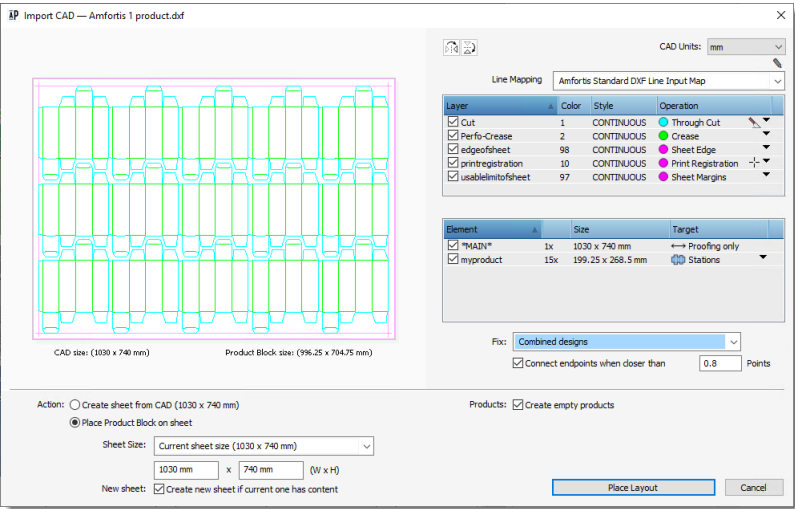 Import CAD — Amfortis 1 product.dxf
CAD Units: mm
Line Mapping Amfortis Standard DXF Line Input Map
Layer Color Style Operation
Cut 1 CONTINUOUS Through Cut
Perfo-Crease 2 CONTINUOUS Crease
edgeofsheet 98 CONTINUOUS Sheet Edge
printregistration 10 CONTINUOUS Print Registration
usablelimitofsheet 97 CONTINUOUS Sheet Margins
Element Size Target
*MAIN* 1x 1030 x 740 mm Proofing only
myproduct 15x 199.25 x 268.5 mm Stations
CAD size: (1030 x 740 mm) Product Block size: (996.25 x 704.75 mm)
Fix: Combined designs
Connect endpoints when closer than 0.8 Points
Action: Create sheet from CAD (1030 x 740 mm)
Place Product Block on sheet
Products: Create empty products
Sheet Size: Current sheet size (1030 x 740 mm)
1030 mm x 740 mm (W x H)
New sheet: Create new sheet if current one has content
Place Layout Cancel